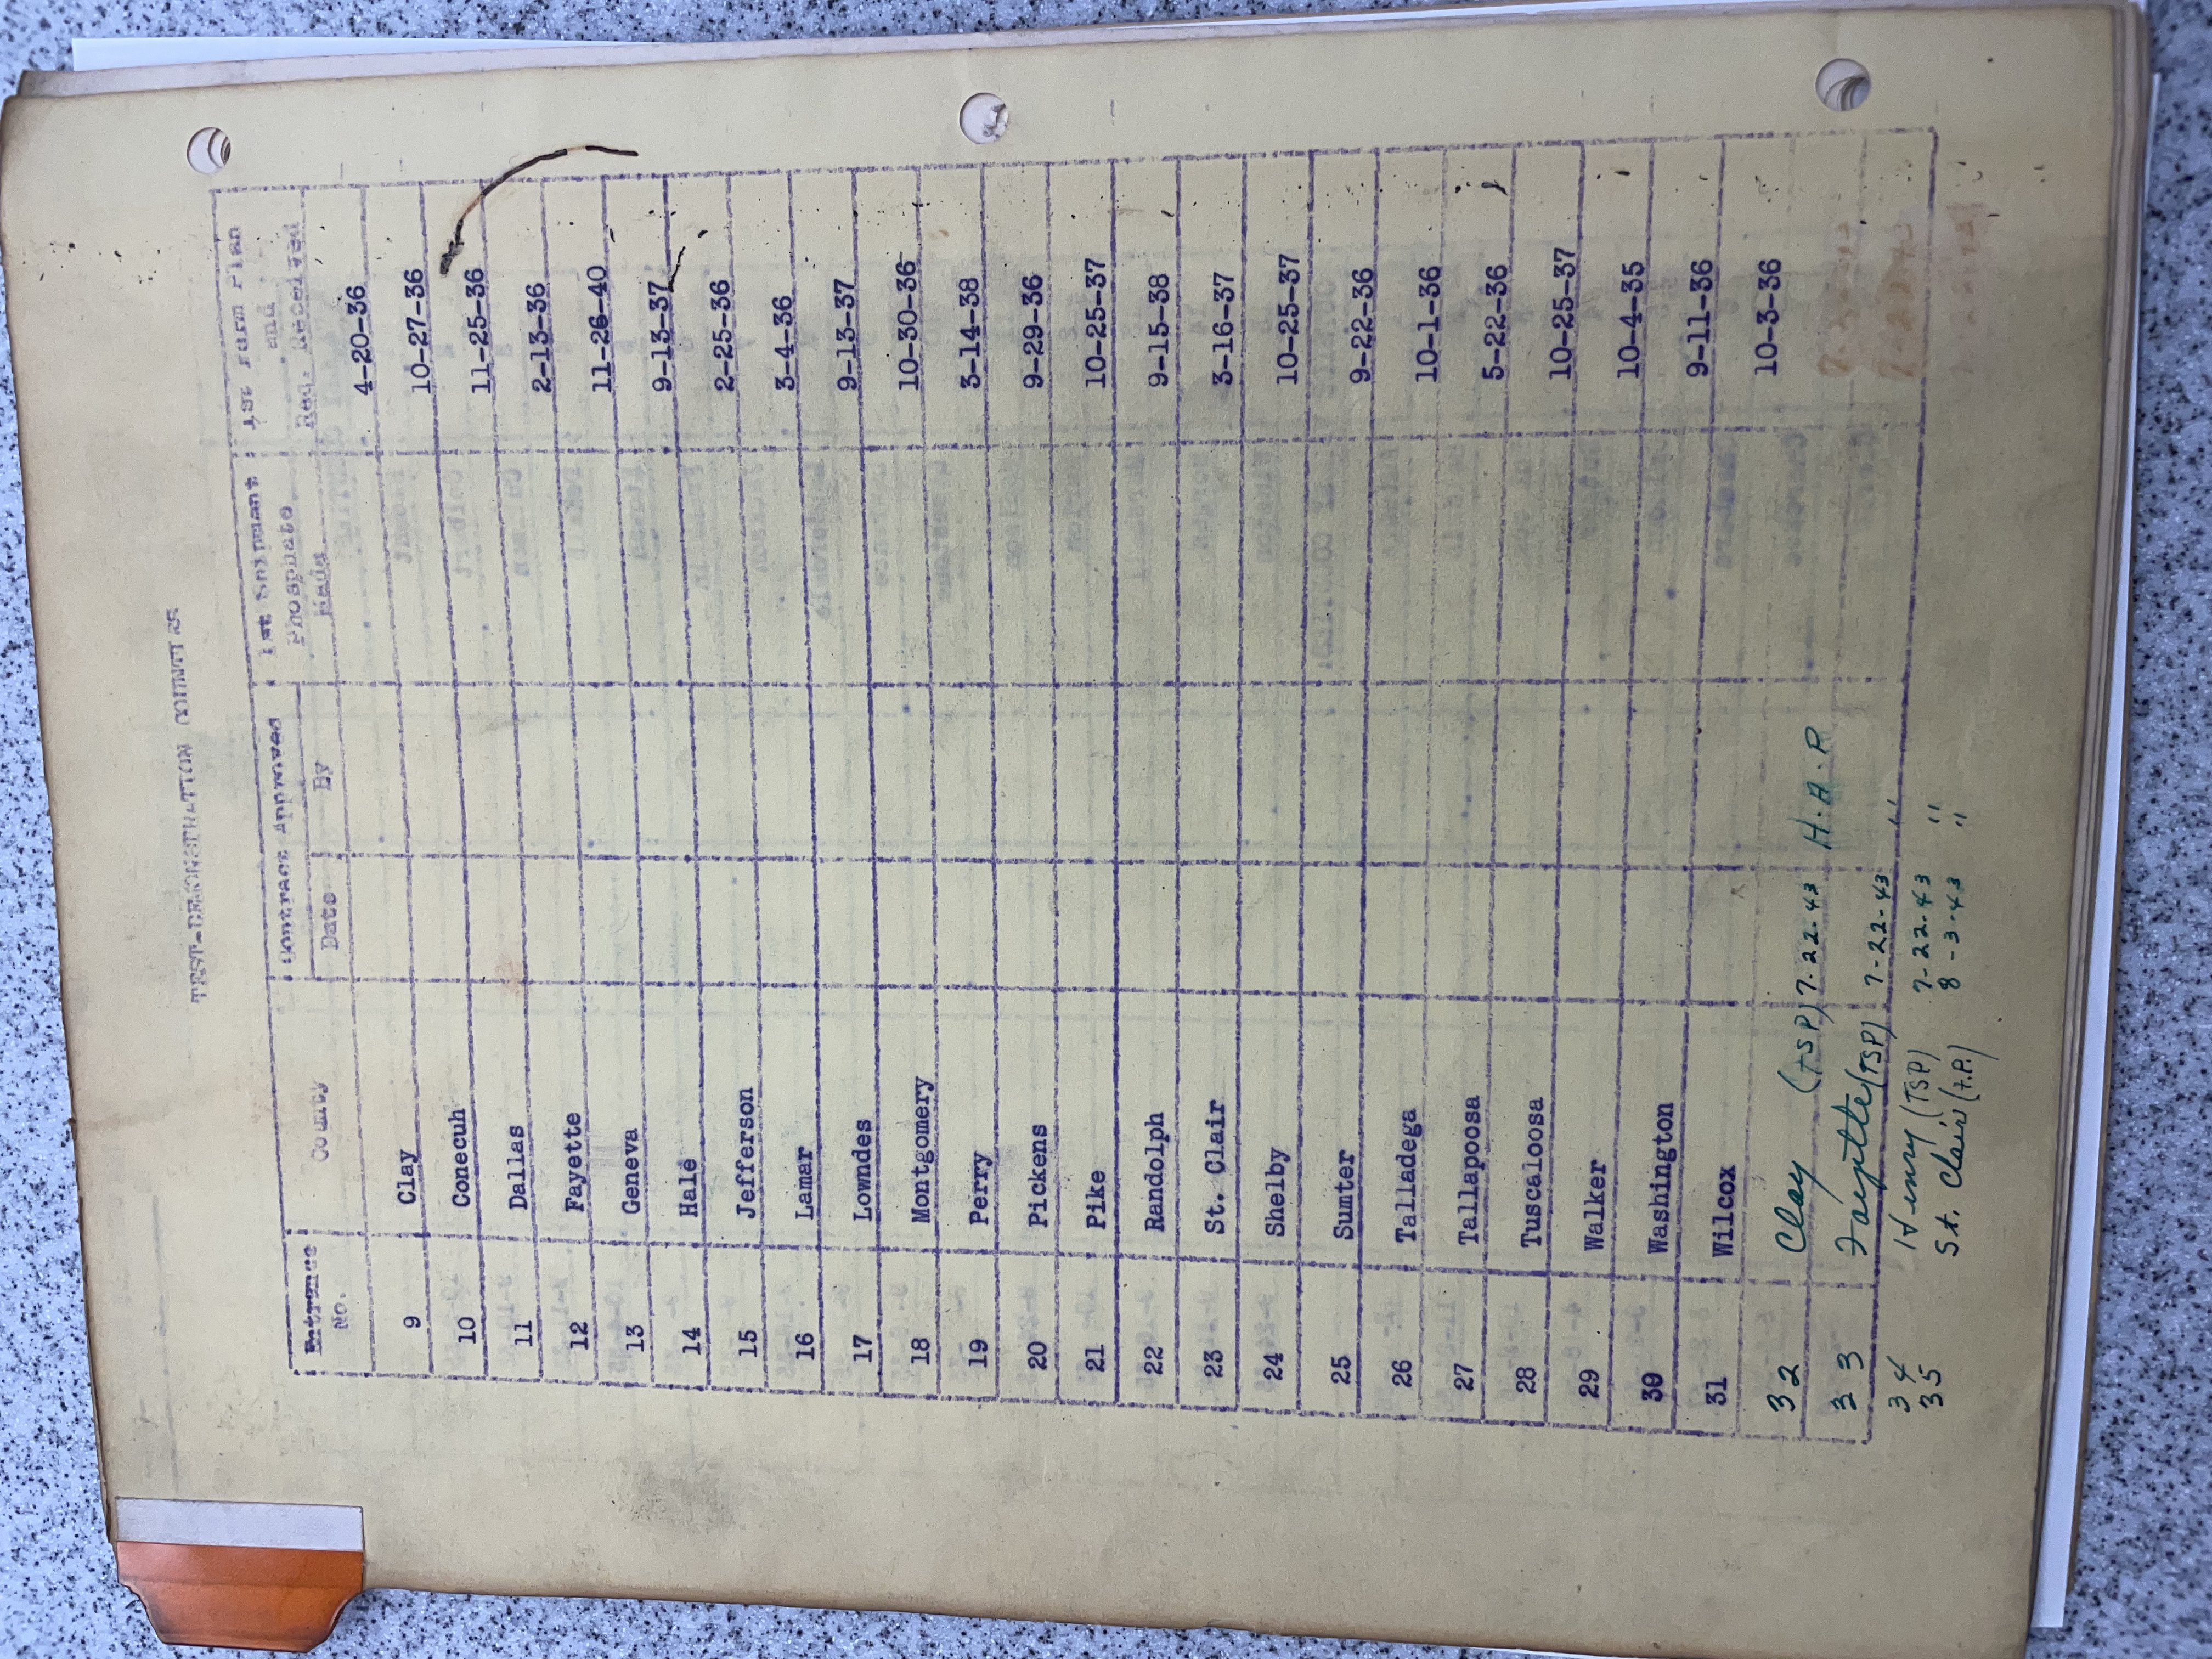 TEST-DEMONSTRATION COUNTIES
Entrance No. County Contract Approved Date By 1st Shipment Phosphate Made 1st Farm Plan and Req. Received
9 Clay 4-20-36
10 Conecuh 10-27-36
11 Dallas 11-25-36
12 Fayette 2-13-36
13 Geneva 11-26-40
14 Hale 9-13-37
15 Jefferson 2-25-36
16 Lamar 3-4-36
17 Lowndes 9-13-37
18 Montgomery 10-30-36
19 Perry 3-14-38
20 Pickens 9-29-36
21 Pike 10-25-37
22 Randolph 9-15-38
23 St. Clair 3-16-37
24 Shelby 10-25-37
25 Sumter 9-22-36
26 Talladega 10-1-36
27 Tallapoosa 5-22-36
28 Tuscaloosa 10-25-37
29 Walker 10-4-35
30 Washington 9-11-36
31 Wilcox 10-3-36
32 Clay (TSP) 7-22-43 H.A.P
33 Fayette (TSP) 7-22-43 "
34 Henry (TSP) 7-22-43 "
35 St. Clair (T.P.) 8-3-43 "